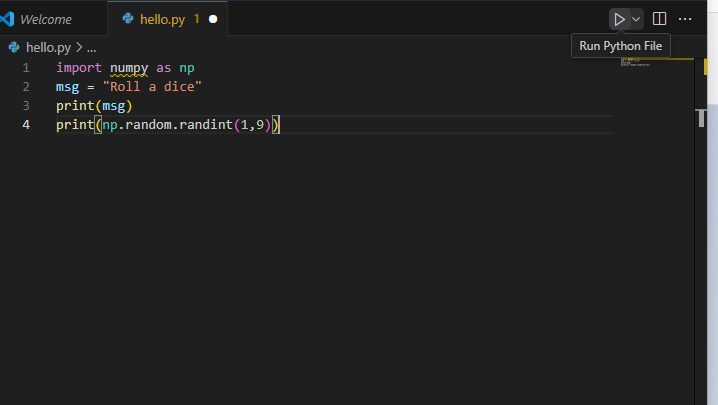 Welcome
hello.py 1
hello.py > ...
Run Python File
1 import numpy as np
2 msg = "Roll a dice"
3 print(msg)
4 print(np.random.randint(1,9))
T